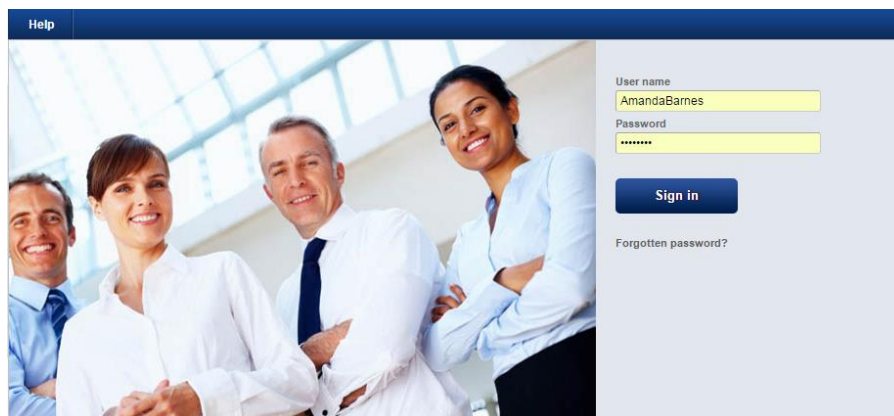 Help
User name
AmandaBarnes
Password
••••••••
Sign in
Forgotten password?